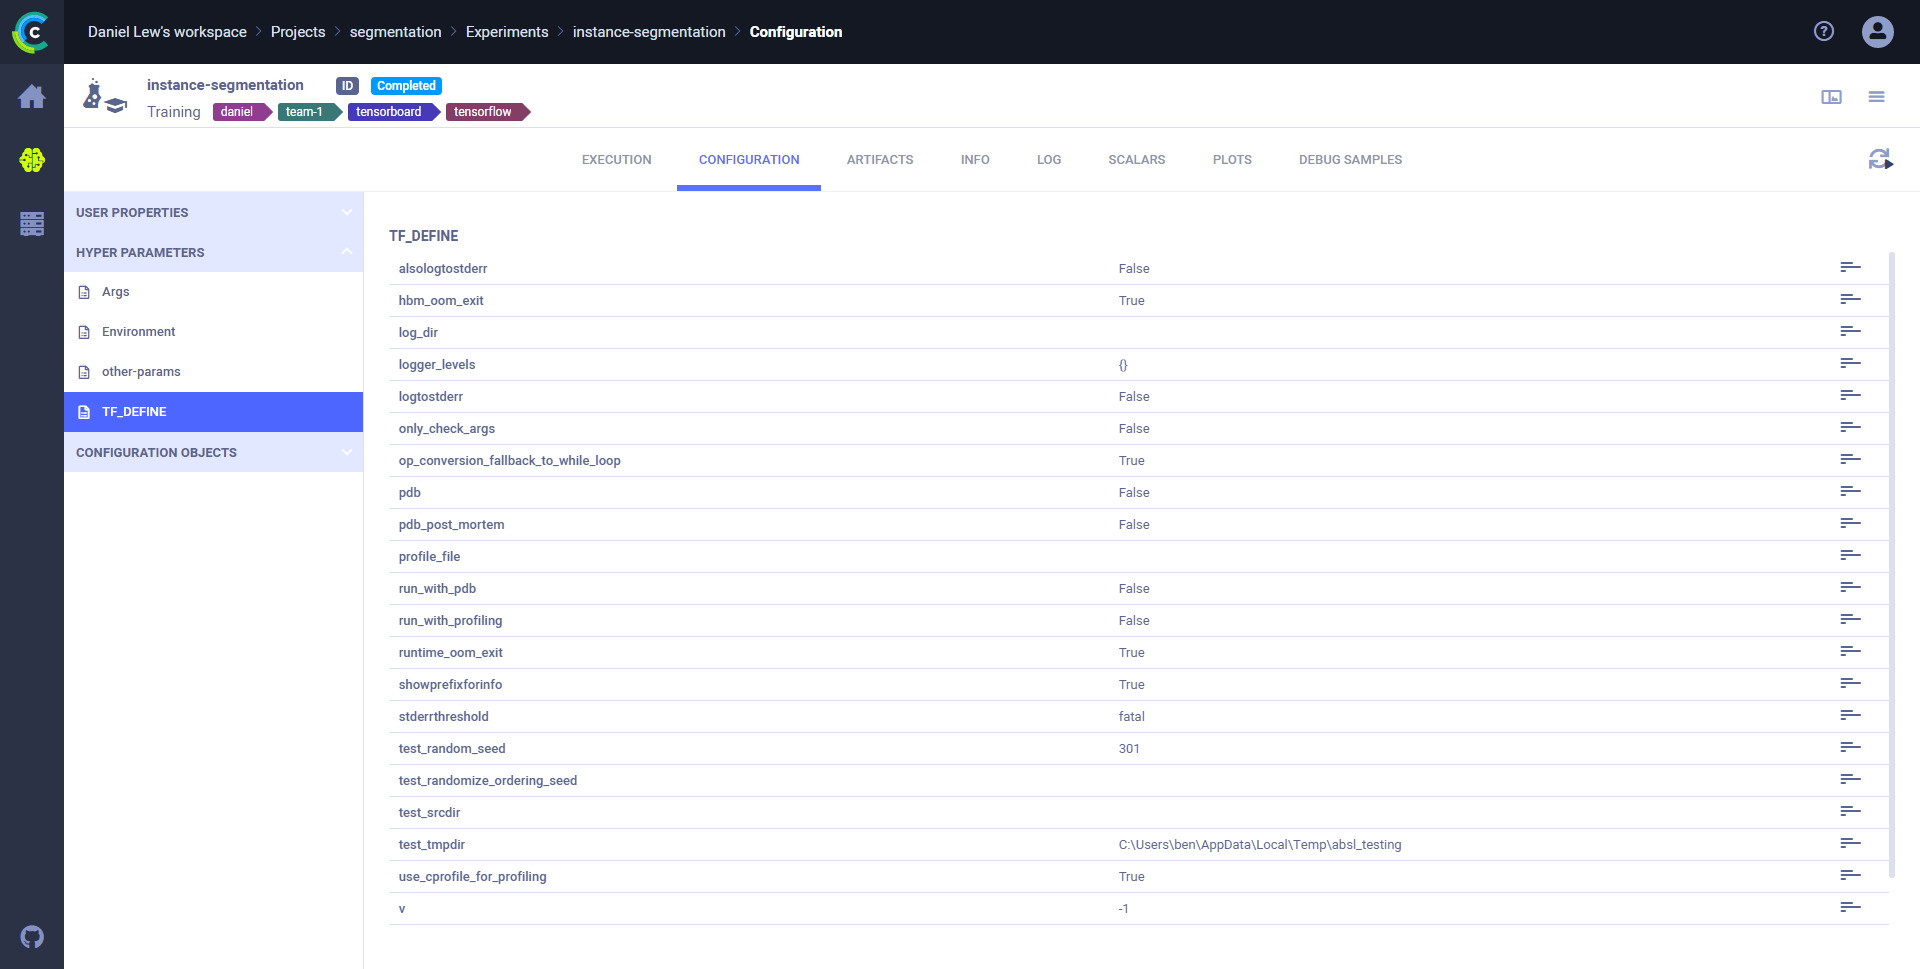 Daniel Lew's workspace > Projects > segmentation > Experiments > instance-segmentation > Configuration
instance-segmentation ID Completed
Training daniel team-1 tensorboard tensorflow
EXECUTION CONFIGURATION ARTIFACTS INFO LOG SCALARS PLOTS DEBUG SAMPLES
USER PROPERTIES
HYPER PARAMETERS
Args
Environment
other-params
TF_DEFINE
CONFIGURATION OBJECTS
TF_DEFINE
alsologtostderr False
hbm_oom_exit True
log_dir
logger_levels {}
logtostderr False
only_check_args False
op_conversion_fallback_to_while_loop True
pdb False
pdb_post_mortem False
profile_file
run_with_pdb False
run_with_profiling False
runtime_oom_exit True
showprefixforinfo True
stderrthreshold fatal
test_random_seed 301
test_randomize_ordering_seed
test_srcdir
test_tmpdir C:\Users\ben\AppData\Local\Temp\absl_testing
use_cprofile_for_profiling True
v -1